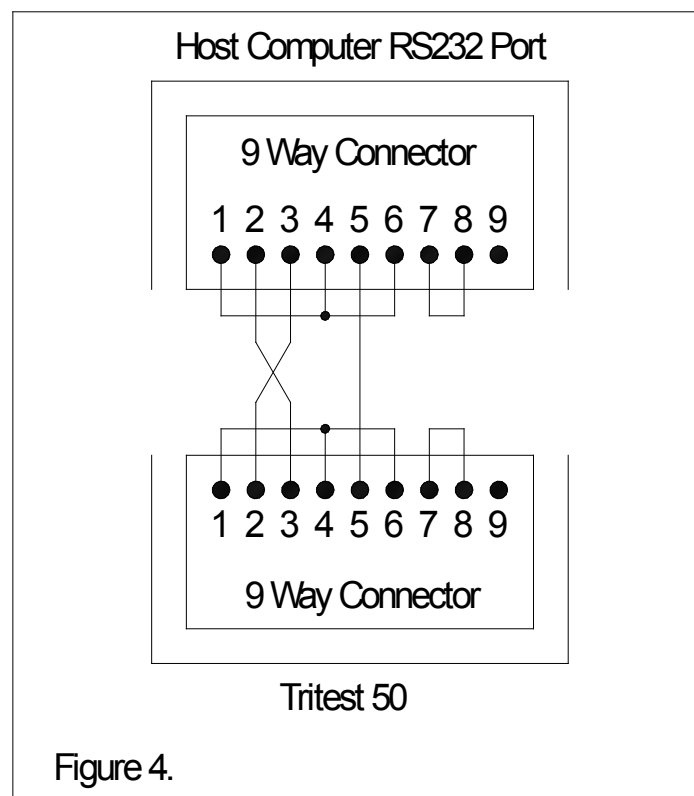 Host Computer RS232 Port
9 Way Connector
1 2 3 4 5 6 7 8 9
1 2 3 4 5 6 7 8 9
9 Way Connector
Tritest 50
Figure 4.